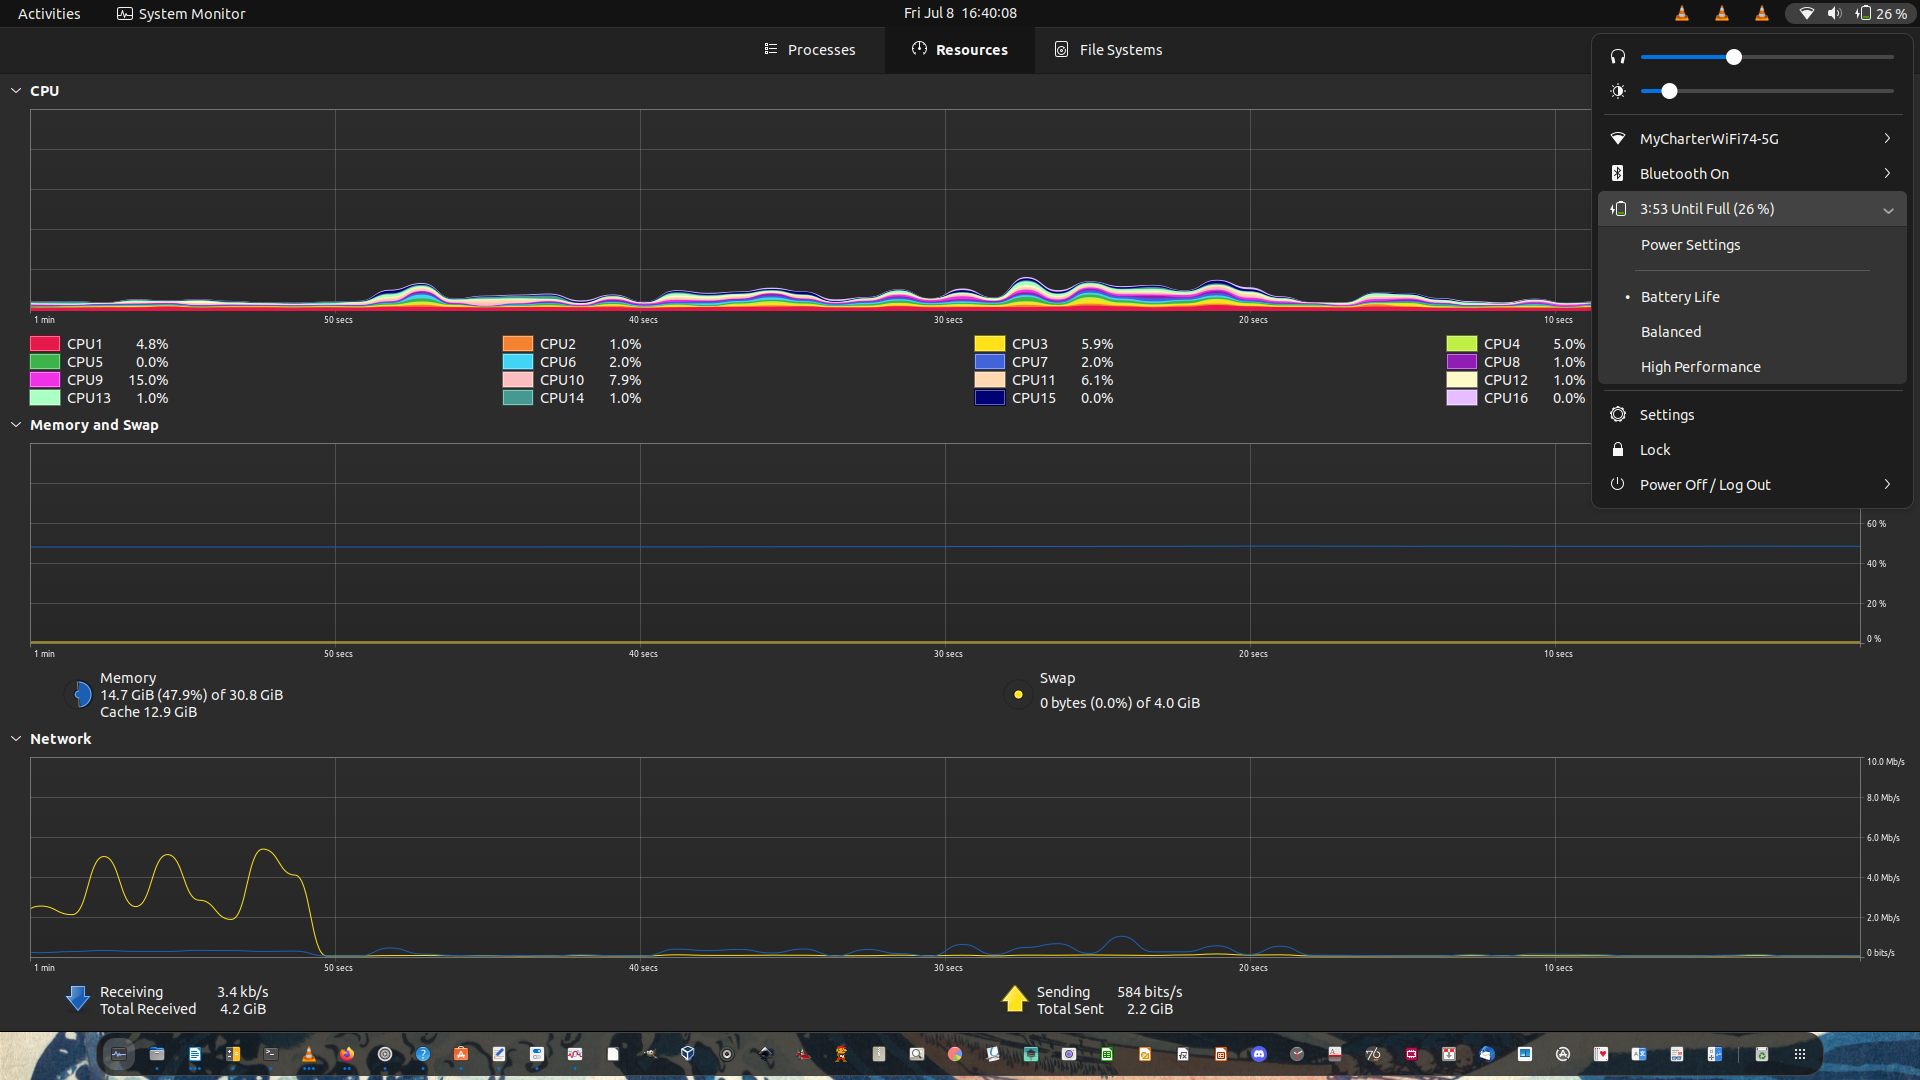 Activities
System Monitor
Fri Jul 8 16:40:08
26 %
Processes
Resources
File Systems
CPU
1 min
50 secs
40 secs
30 secs
20 secs
10 secs
CPU1 4.8%
CPU2 1.0%
CPU3 5.9%
CPU4 5.0%
CPU5 0.0%
CPU6 2.0%
CPU7 2.0%
CPU8 1.0%
CPU9 15.0%
CPU10 7.9%
CPU11 6.1%
CPU12 1.0%
CPU13 1.0%
CPU14 1.0%
CPU15 0.0%
CPU16 0.0%
MyCharterWiFi74-5G
Bluetooth On
3:53 Until Full (26 %)
Power Settings
• Battery Life
Balanced
High Performance
Settings
Lock
Power Off / Log Out
Memory and Swap
60 %
40 %
20 %
0 %
1 min
50 secs
40 secs
30 secs
20 secs
10 secs
Memory
14.7 GiB (47.9%) of 30.8 GiB
Cache 12.9 GiB
Swap
0 bytes (0.0%) of 4.0 GiB
Network
10.0 Mb/s
8.0 Mb/s
6.0 Mb/s
4.0 Mb/s
2.0 Mb/s
0 bits/s
1 min
50 secs
40 secs
30 secs
20 secs
10 secs
Receiving 3.4 kb/s
Total Received 4.2 GiB
Sending 584 bits/s
Total Sent 2.2 GiB